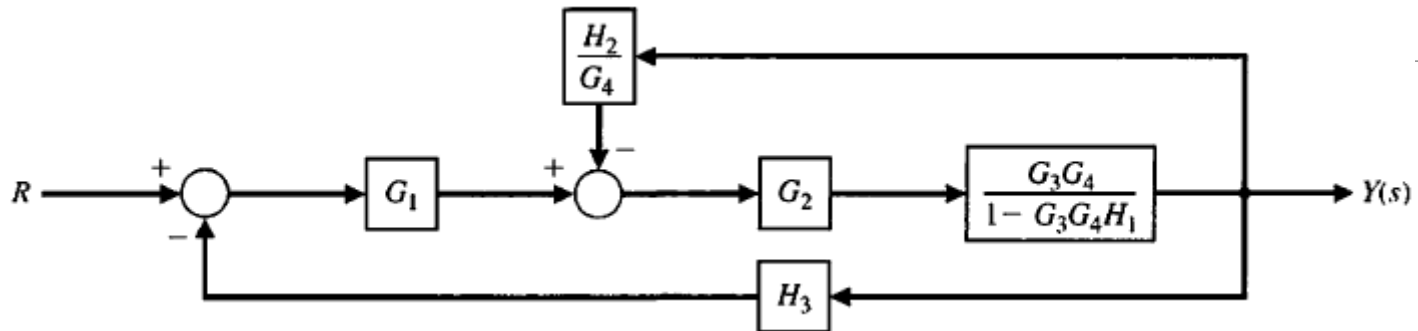 H₂
G₄
+
−
R
+
−
G₁
G₂
G₃G₄
1− G₃G₄H₁
Y(s)
H₃